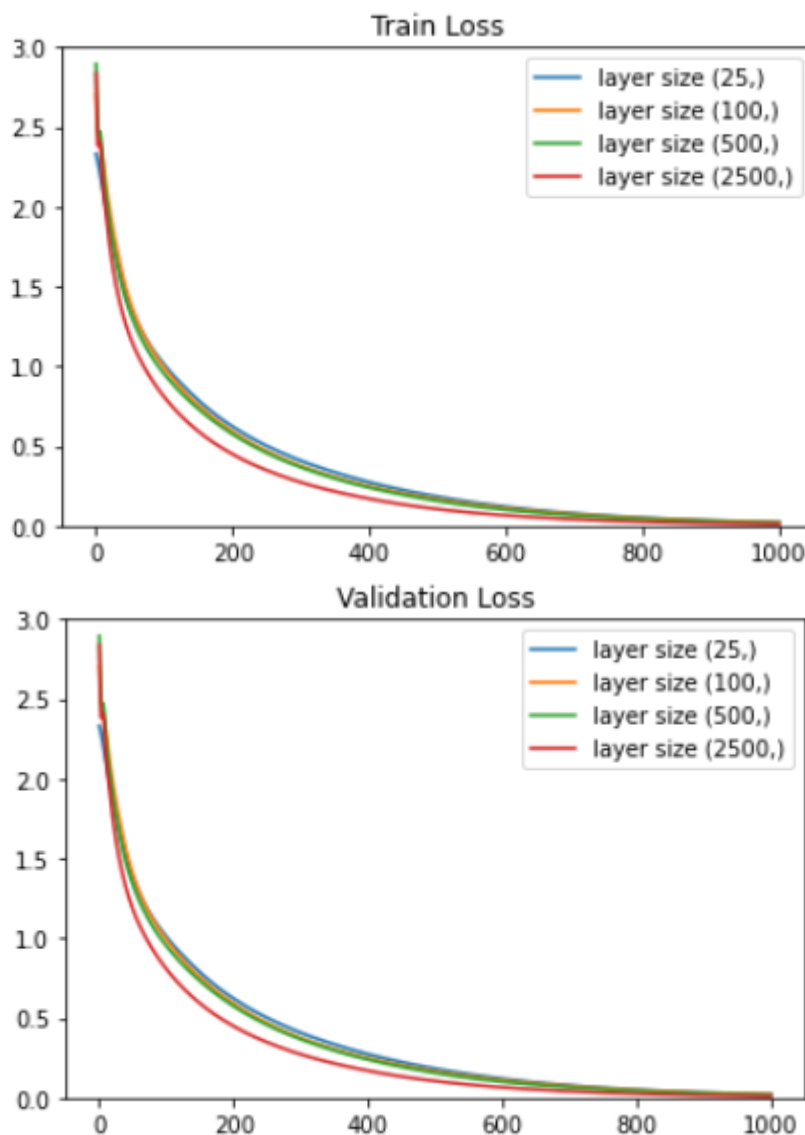 Train Loss
3.0
2.5
2.0
1.5
1.0
0.5
0.0
layer size (25,)
layer size (100,)
layer size (500,)
layer size (2500,)
0 200 400 600 800 1000
Validation Loss
3.0
2.5
2.0
1.5
1.0
0.5
0.0
layer size (25,)
layer size (100,)
layer size (500,)
layer size (2500,)
0 200 400 600 800 1000